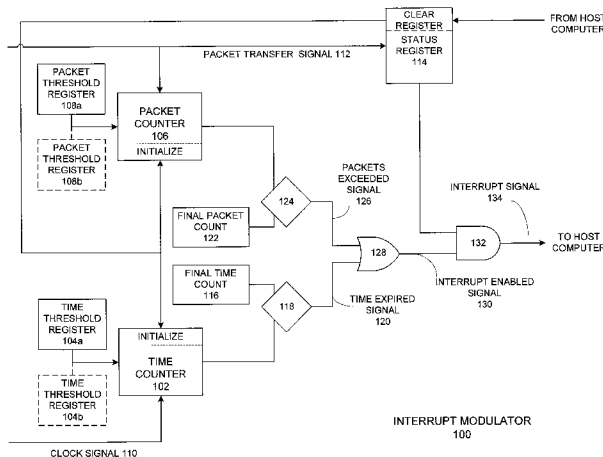 CLEAR
REGISTER
FROM HOST
COMPUTER
STATUS
REGISTER
114
PACKET TRANSFER SIGNAL 112
PACKET
THRESHOLD
REGISTER
108a
PACKET
THRESHOLD
REGISTER
108b
PACKET
COUNTER
106
INITIALIZE
PACKETS
EXCEEDED
SIGNAL
126
INTERRUPT SIGNAL
134
FINAL PACKET
COUNT
122
124
128
132
TO HOST
COMPUTER
FINAL TIME
COUNT
116
118
TIME EXPIRED
SIGNAL
120
INTERRUPT ENABLED
SIGNAL
130
TIME
THRESHOLD
REGISTER
104a
TIME
THRESHOLD
REGISTER
104b
INITIALIZE
TIME
COUNTER
102
INTERRUPT MODULATOR
100
CLOCK SIGNAL 110